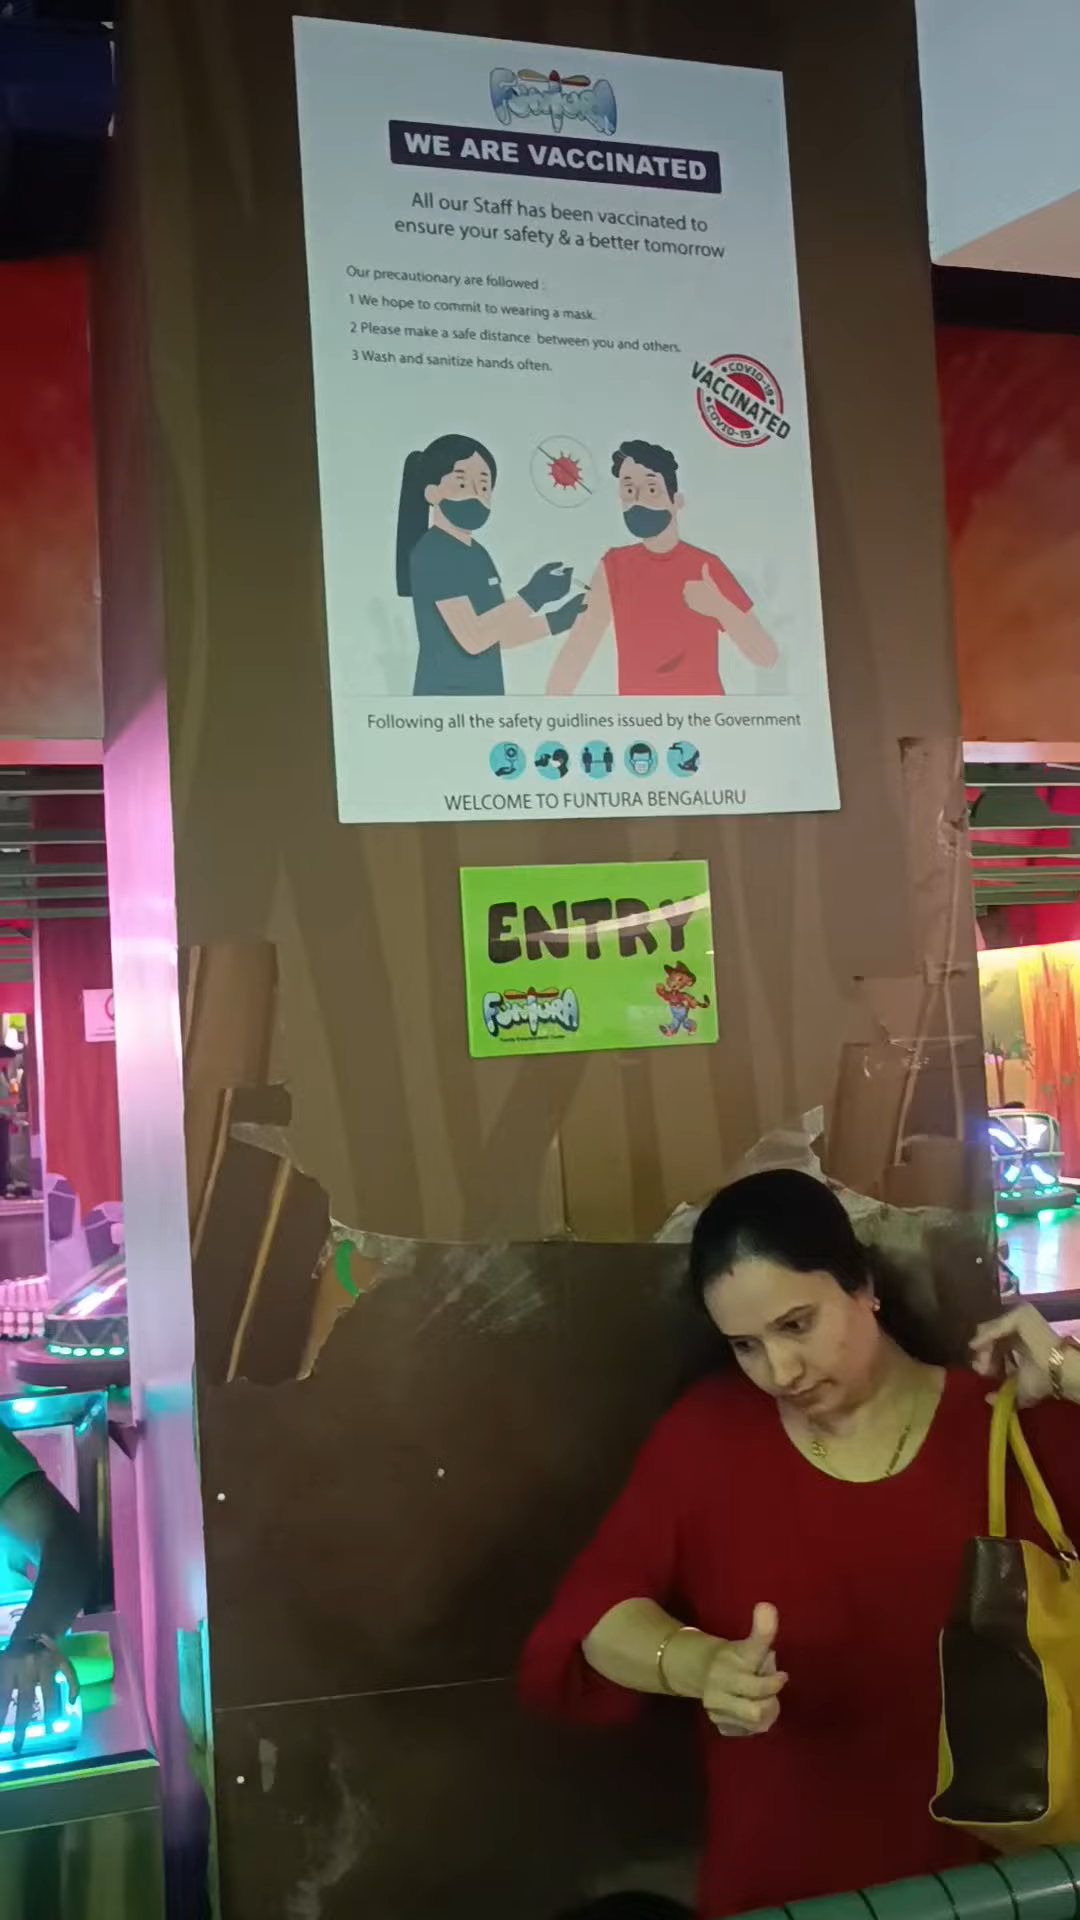 FUNTURA
WE ARE VACCINATED
All our Staff has been vaccinated to
ensure your safety & a better tomorrow
Our precautionary are followed :
1 We hope to commit to wearing a mask.
2 Please make a safe distance between you and others.
3 Wash and sanitize hands often.
COVID-19
VACCINATED
COVID-19
Following all the safety guidlines issued by the Government
WELCOME TO FUNTURA BENGALURU
ENTRY
FUNTURA